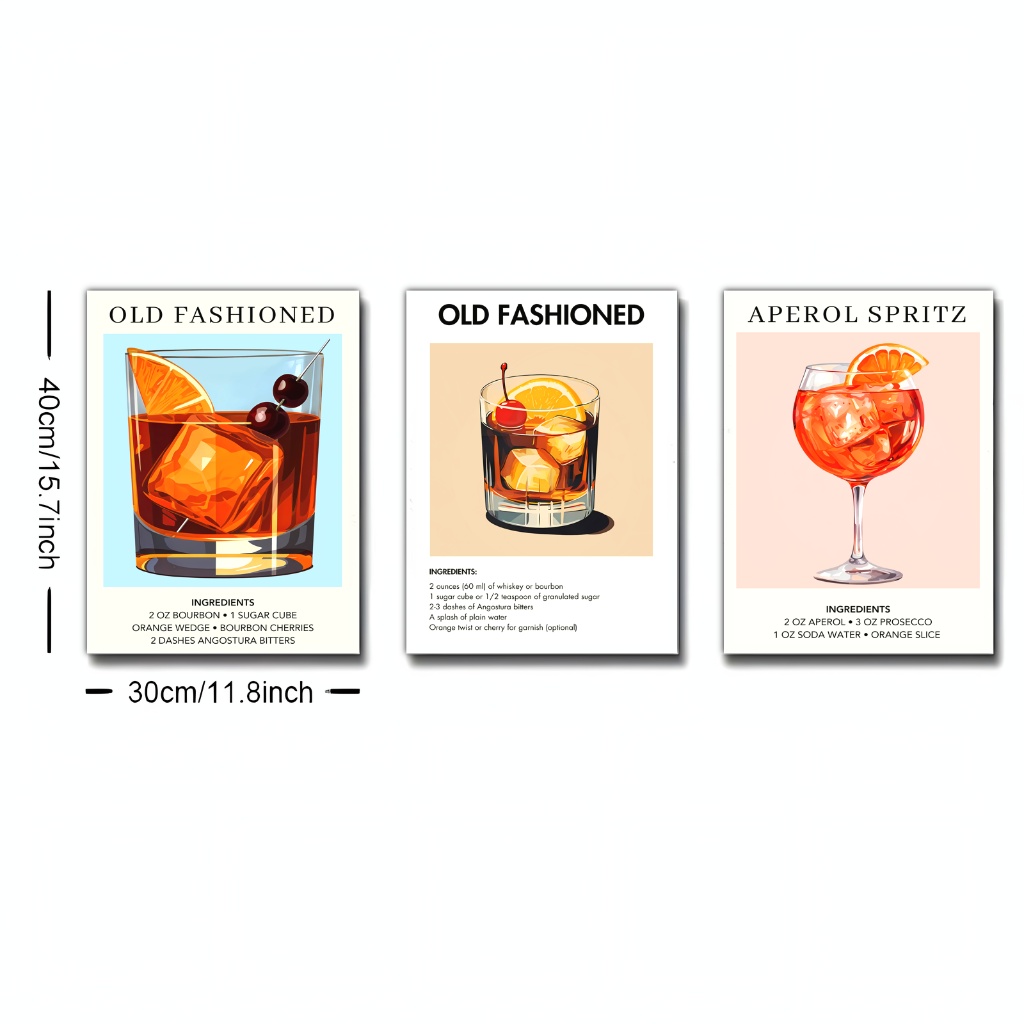 40cm/15.7inch
OLD FASHIONED
INGREDIENTS
2 OZ BOURBON • 1 SUGAR CUBE
ORANGE WEDGE • BOURBON CHERRIES
2 DASHES ANGOSTURA BITTERS
30cm/11.8inch
OLD FASHIONED
INGREDIENTS:
2 ounces (60 ml) of whiskey or bourbon
1 sugar cube or 1/2 teaspoon of granulated sugar
2-3 dashes of Angostura bitters
A splash of plain water
Orange twist or cherry for garnish (optional)
APEROL SPRITZ
INGREDIENTS
2 OZ APEROL • 3 OZ PROSECCO
1 OZ SODA WATER • ORANGE SLICE